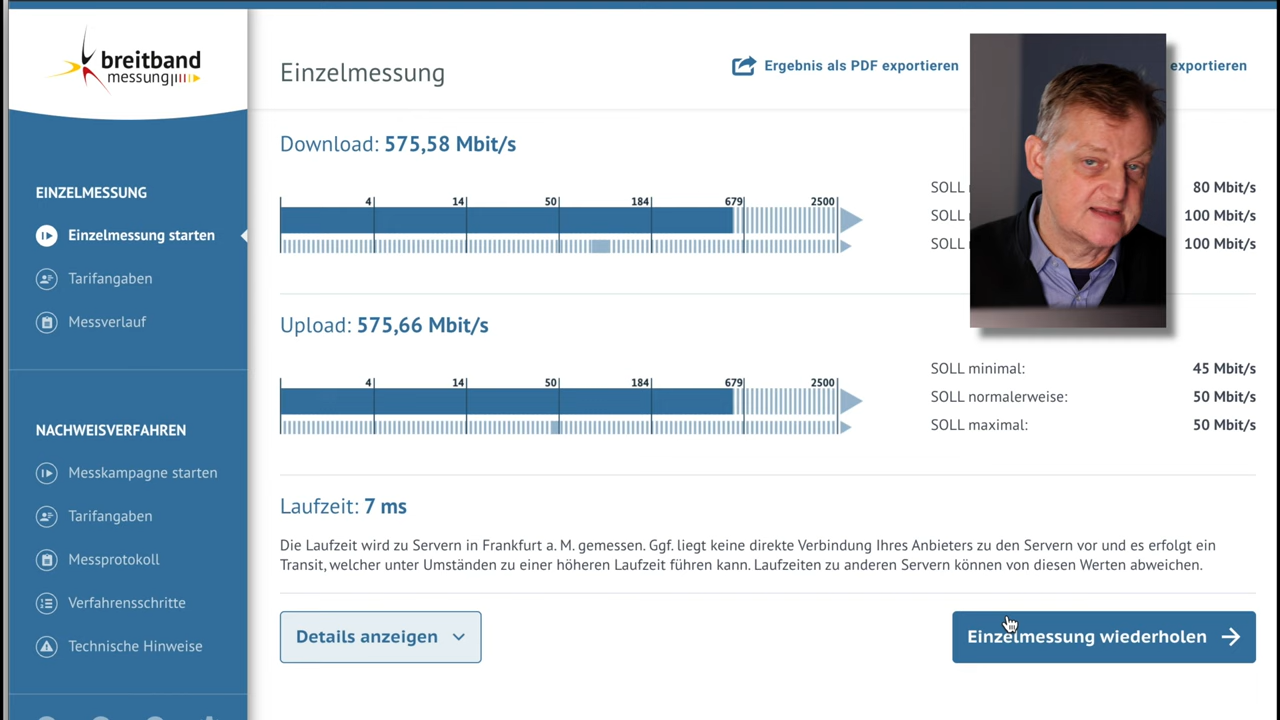 breitband
messung
Einzelmessung
Ergebnis als PDF exportieren
exportieren
EINZELMESSUNG
Einzelmessung starten
Tarifangaben
Messverlauf
NACHWEISVERFAHREN
Messkampagne starten
Tarifangaben
Messprotokoll
Verfahrensschritte
Technische Hinweise
Download: 575,58 Mbit/s
4 14 50 184 679 2500
SOLL 80 Mbit/s
SOLL 100 Mbit/s
SOLL 100 Mbit/s
Upload: 575,66 Mbit/s
4 14 50 184 679 2500
SOLL minimal: 45 Mbit/s
SOLL normalerweise: 50 Mbit/s
SOLL maximal: 50 Mbit/s
Laufzeit: 7 ms
Die Laufzeit wird zu Servern in Frankfurt a. M. gemessen. Ggf. liegt keine direkte Verbindung Ihres Anbieters zu den Servern vor und es erfolgt ein
Transit, welcher unter Umständen zu einer höheren Laufzeit führen kann. Laufzeiten zu anderen Servern können von diesen Werten abweichen.
Details anzeigen
Einzelmessung wiederholen